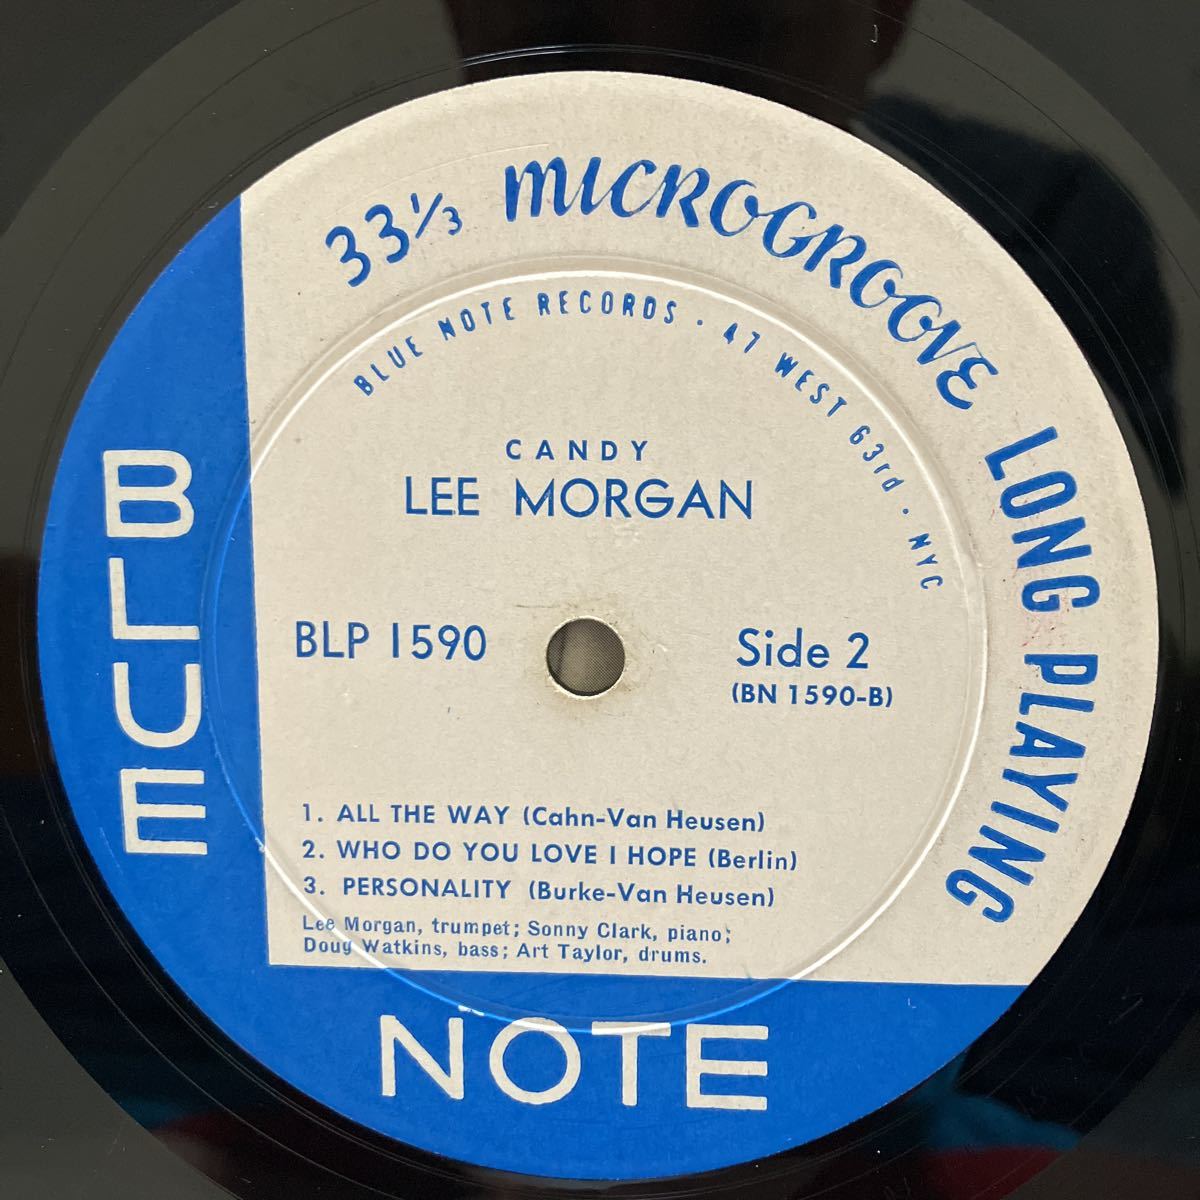 33 1/3 MICROGROOVE LONG PLAYING
BLUE NOTE RECORDS · 47 WEST 63rd · NYC
CANDY
LEE MORGAN
BLP 1590
Side 2
(BN 1590-B)
1. ALL THE WAY (Cahn-Van Heusen)
2. WHO DO YOU LOVE I HOPE (Berlin)
3. PERSONALITY (Burke-Van Heusen)
Lee Morgan, trumpet; Sonny Clark, piano;
Doug Watkins, bass; Art Taylor, drums.
BLUE
NOTE